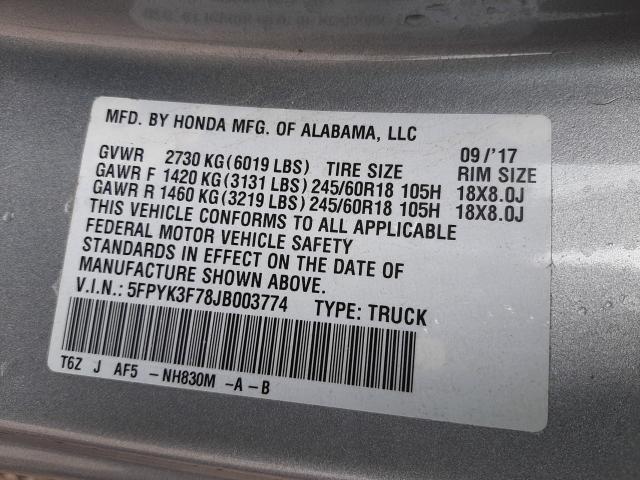 MFD. BY HONDA MFG. OF ALABAMA, LLC
09/'17
GVWR 2730 KG(6019 LBS) TIRE SIZE RIM SIZE
GAWR F 1420 KG(3131 LBS) 245/60R18 105H 18X8.0J
GAWR R 1460 KG(3219 LBS) 245/60R18 105H 18X8.0J
THIS VEHICLE CONFORMS TO ALL APPLICABLE
FEDERAL MOTOR VEHICLE SAFETY
STANDARDS IN EFFECT ON THE DATE OF
MANUFACTURE SHOWN ABOVE.
V.I.N.: 5FPYK3F78JB003774 TYPE: TRUCK
T6Z J AF5 -NH830M -A-B